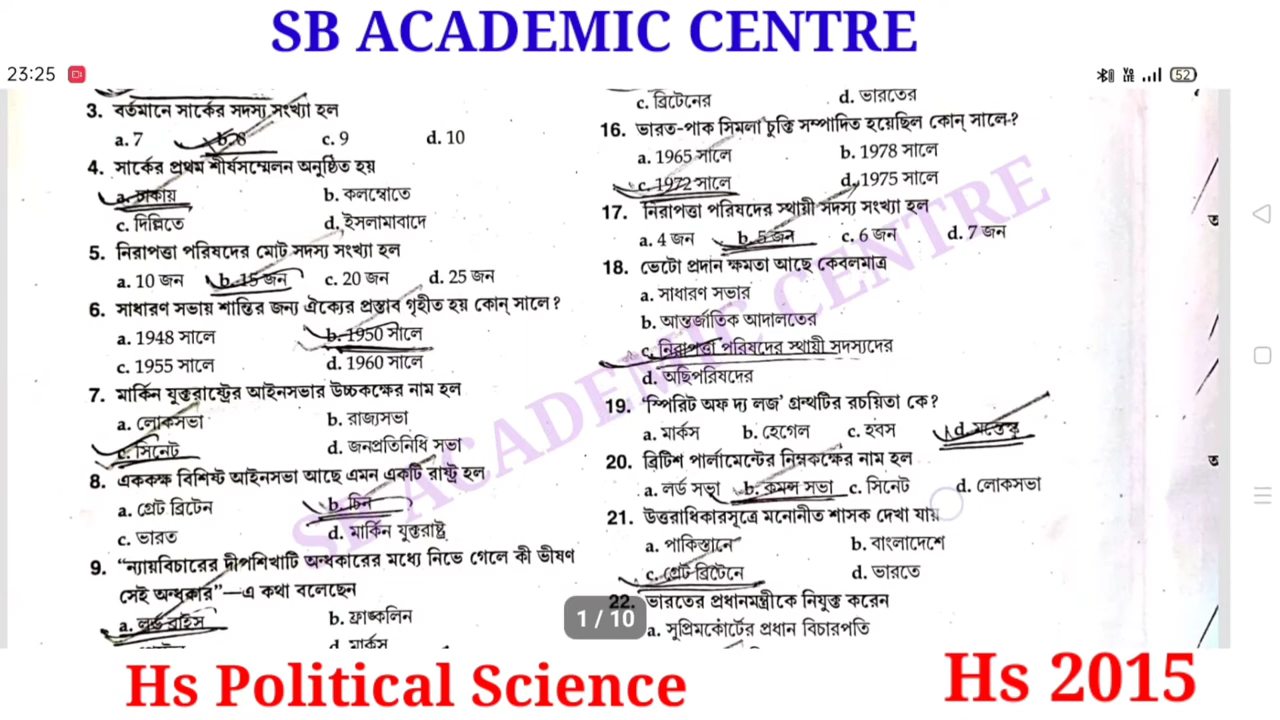 SB ACADEMIC CENTRE
23:25
52
3. বর্তমানে সার্কের সদস্য সংখ্যা হল
a. 7 b. 8 c. 9 d. 10
4. সার্কের প্রথম শীর্ষসম্মেলন অনুষ্ঠিত হয়
a. ঢাকায় b. কলম্বোতে
c. দিল্লিতে d. ইসলামাবাদে
5. নিরাপত্তা পরিষদের মোট সদস্য সংখ্যা হল
a. 10 জন b. 15 জন c. 20 জন d. 25 জন
6. সাধারণ সভায় শান্তির জন্য ঐক্যের প্রস্তাব গৃহীত হয় কোন্ সালে?
a. 1948 সালে b. 1950 সালে
c. 1955 সালে d. 1960 সালে
7. মার্কিন যুক্তরাষ্ট্রের আইনসভার উচ্চকক্ষের নাম হল
a. লোকসভা b. রাজ্যসভা
c. সিনেট d. জনপ্রতিনিধি সভা
8. এককক্ষ বিশিষ্ট আইনসভা আছে এমন একটি রাষ্ট্র হল
a. গ্রেট ব্রিটেন b. চিন
c. ভারত d. মার্কিন যুক্তরাষ্ট্র
9. “ন্যায়বিচারের দীপশিখাটি অন্ধকারের মধ্যে নিভে গেলে কী ভীষণ
সেই অন্ধকার”—এ কথা বলেছেন
a. লর্ড ব্রাইস b. ফ্রাঙ্কলিন
d. মার্কস
c. ব্রিটেনের d. ভারতের
16. ভারত-পাক সিমলা চুক্তি সম্পাদিত হয়েছিল কোন্ সালে?
a. 1965 সালে b. 1978 সালে
c. 1972 সালে d. 1975 সালে
17. নিরাপত্তা পরিষদের স্থায়ী সদস্য সংখ্যা হল
a. 4 জন b. 5 জন c. 6 জন d. 7 জন
18. ভেটো প্রদান ক্ষমতা আছে কেবলমাত্র
a. সাধারণ সভার
b. আন্তর্জাতিক আদালতের
c. নিরাপত্তা পরিষদের স্থায়ী সদস্যদের
d. অছিপরিষদের
19. ‘স্পিরিট অফ দ্য লজ’ গ্রন্থটির রচয়িতা কে?
a. মার্কস b. হেগেল c. হবস d. মন্তেস্কু
20. ব্রিটিশ পার্লামেন্টের নিম্নকক্ষের নাম হল
a. লর্ড সভা b. কমন্স সভা c. সিনেট d. লোকসভা
21. উত্তরাধিকারসূত্রে মনোনীত শাসক দেখা যায়
a. পাকিস্তানে b. বাংলাদেশে
c. গ্রেট ব্রিটেনে d. ভারতে
22. ভারতের প্রধানমন্ত্রীকে নিযুক্ত করেন
a. সুপ্রিমকোর্টের প্রধান বিচারপতি
SB ACADEMIC CENTRE
1 / 10
Hs Political Science
Hs 2015